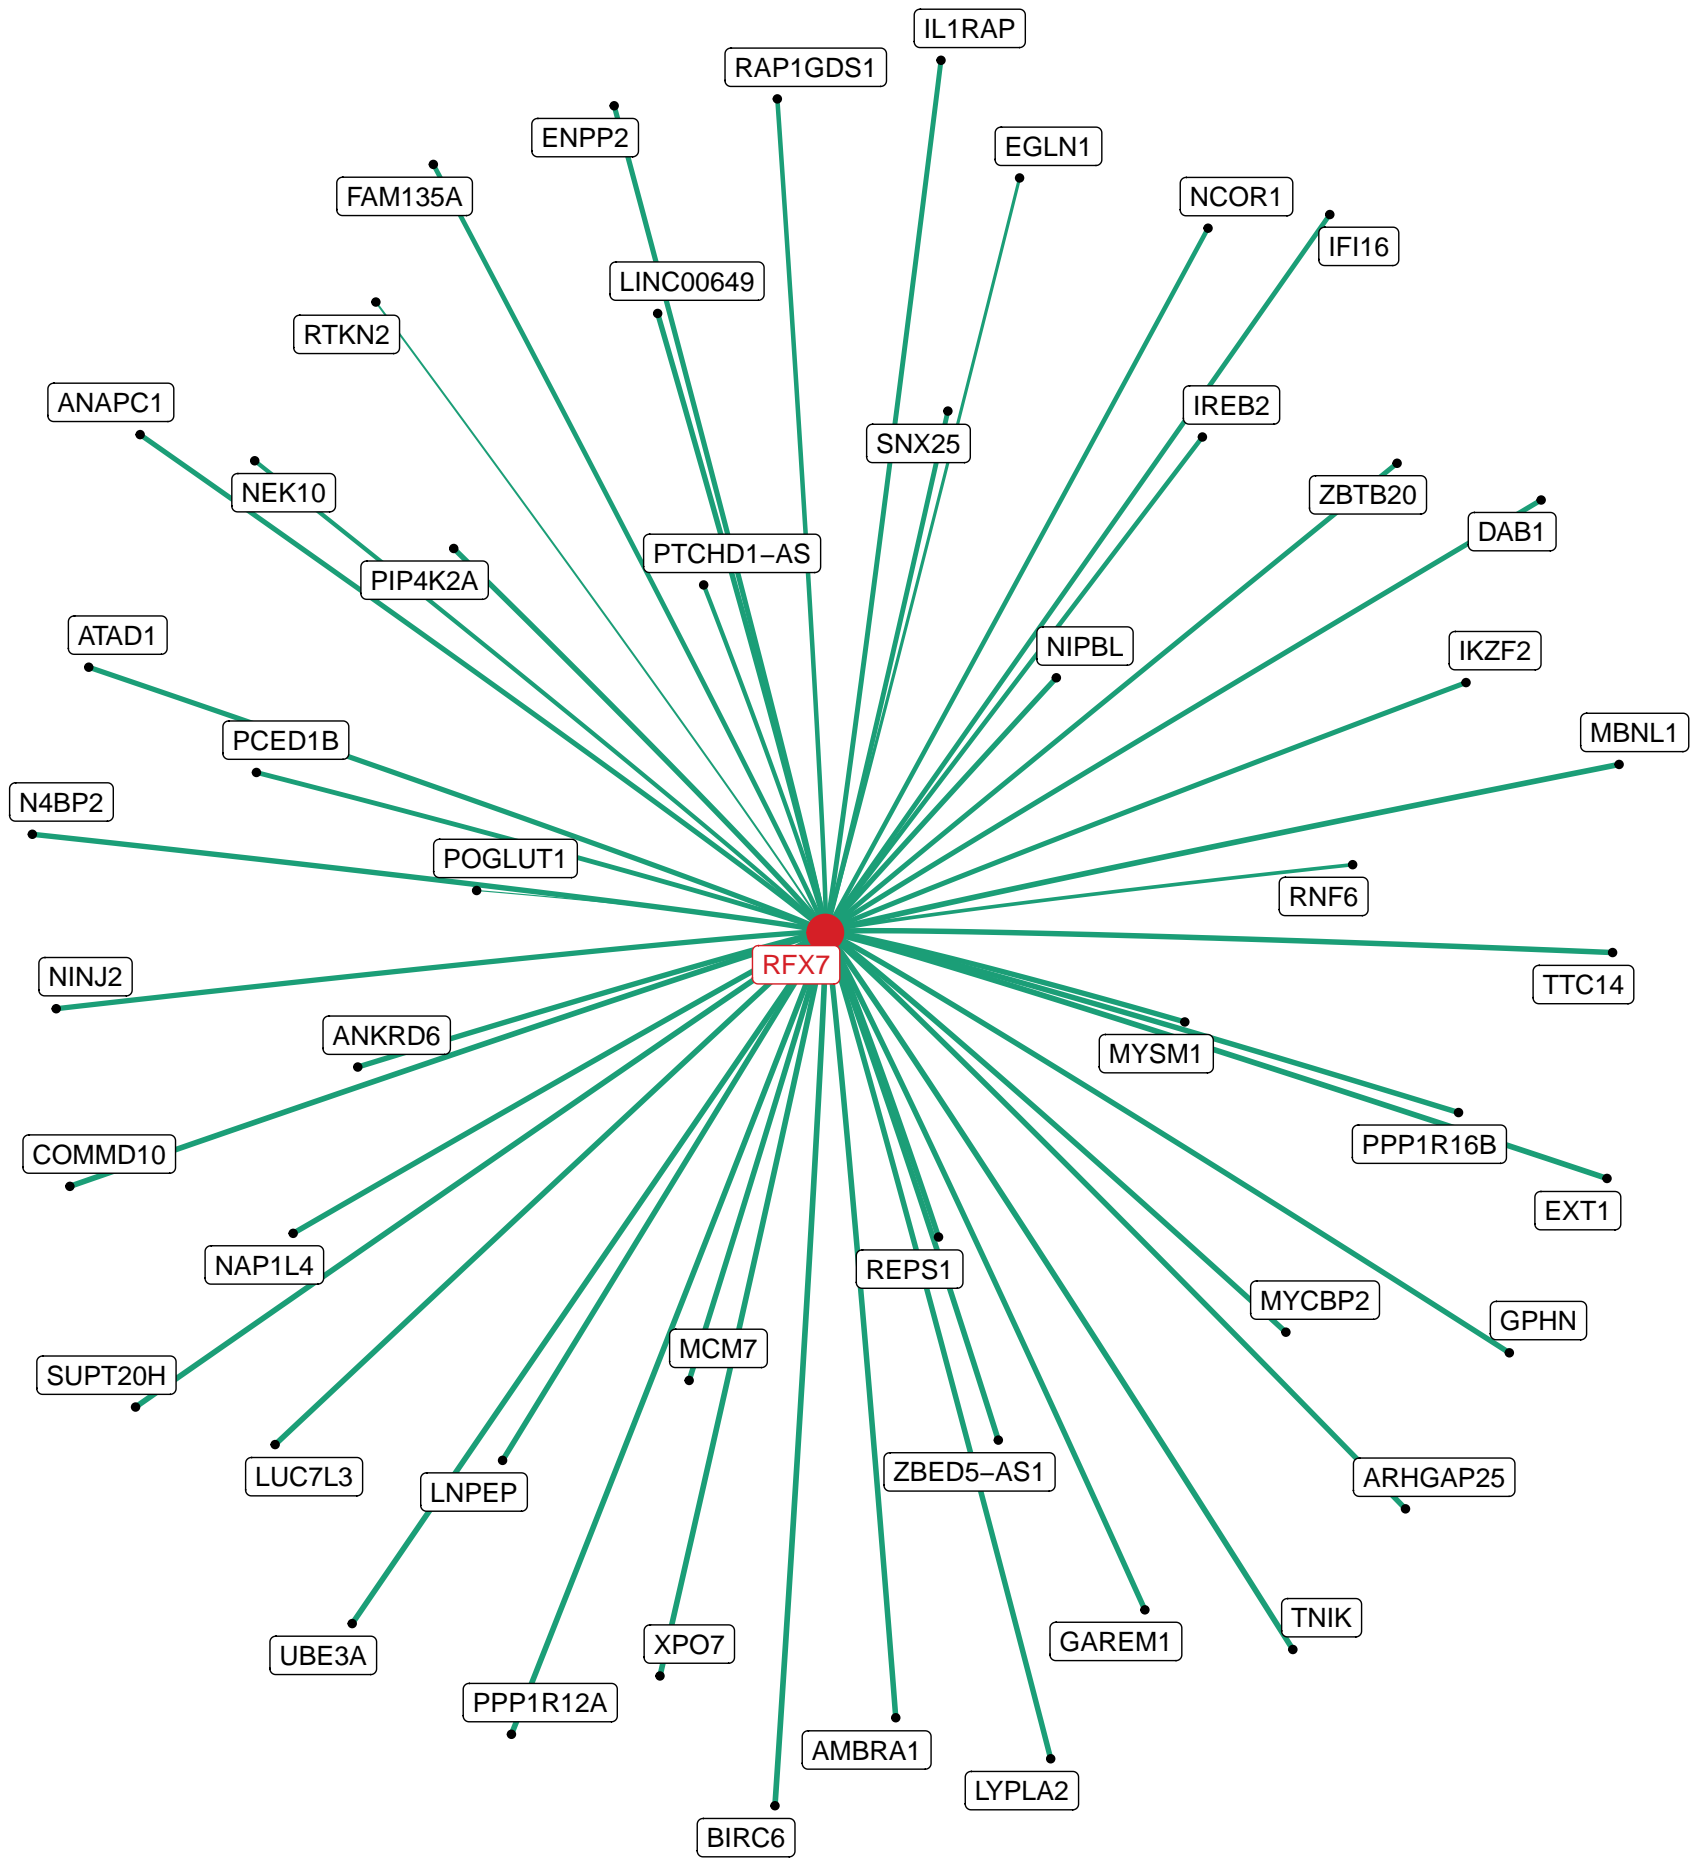 IL1RAP
RAP1GDS1
ENPP2
EGLN1
FAM135A
NCOR1
IFI16
LINC00649
RTKN2
ANAPC1
IREB2
SNX25
NEK10
ZBTB20
DAB1
PTCHD1–AS
PIP4K2A
ATAD1
NIPBL
IKZF2
PCED1B
MBNL1
N4BP2
POGLUT1
RNF6
RFX7
NINJ2
TTC14
ANKRD6
MYSM1
COMMD10
PPP1R16B
EXT1
NAP1L4
REPS1
MYCBP2
GPHN
MCM7
SUPT20H
LUC7L3
LNPEP
ZBED5–AS1
ARHGAP25
TNIK
GAREM1
XPO7
UBE3A
PPP1R12A
AMBRA1
LYPLA2
BIRC6